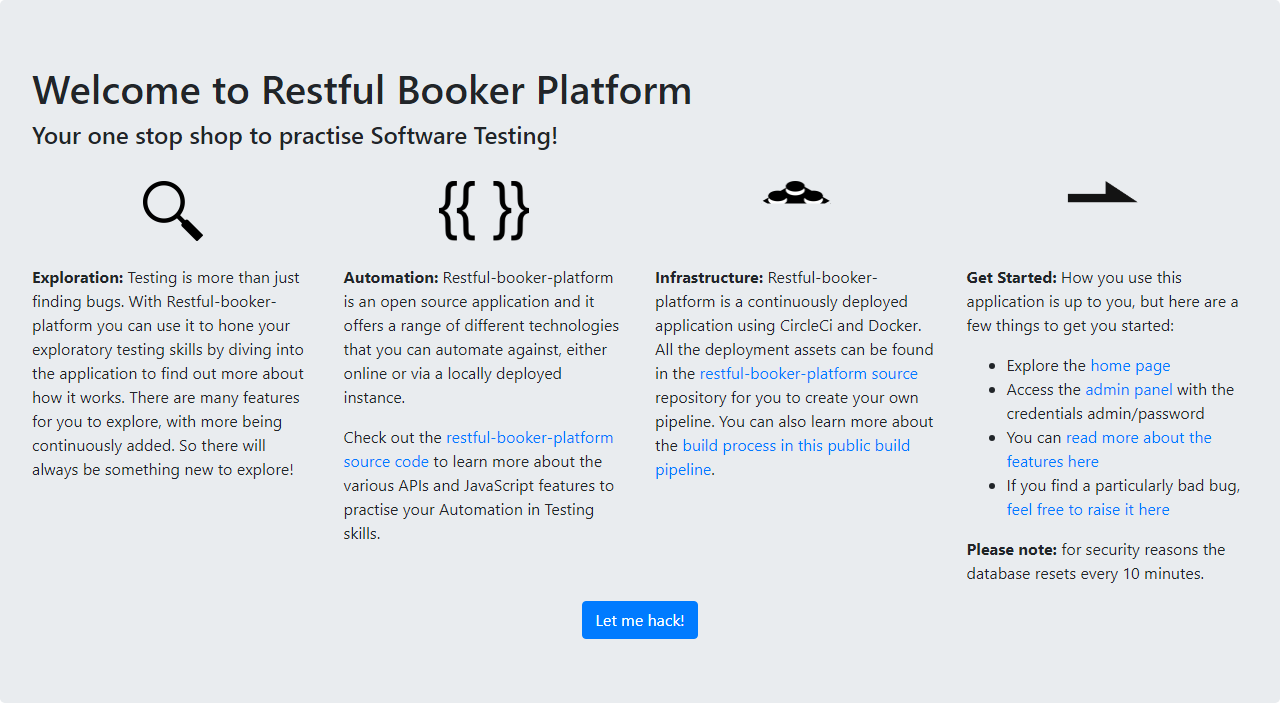 Welcome to Restful Booker Platform
Your one stop shop to practise Software Testing!
{{ }}
Exploration: Testing is more than just
finding bugs. With Restful-booker-
platform you can use it to hone your
exploratory testing skills by diving into
the application to find out more about
how it works. There are many features
for you to explore, with more being
continuously added. So there will
always be something new to explore!
Automation: Restful-booker-platform
is an open source application and it
offers a range of different technologies
that you can automate against, either
online or via a locally deployed
instance.
Check out the restful-booker-platform
source code to learn more about the
various APIs and JavaScript features to
practise your Automation in Testing
skills.
Infrastructure: Restful-booker-
platform is a continuously deployed
application using CircleCi and Docker.
All the deployment assets can be found
in the restful-booker-platform source
repository for you to create your own
pipeline. You can also learn more about
the build process in this public build
pipeline.
Get Started: How you use this
application is up to you, but here are a
few things to get you started:
• Explore the home page
• Access the admin panel with the
credentials admin/password
• You can read more about the
features here
• If you find a particularly bad bug,
feel free to raise it here
Please note: for security reasons the
database resets every 10 minutes.
Let me hack!